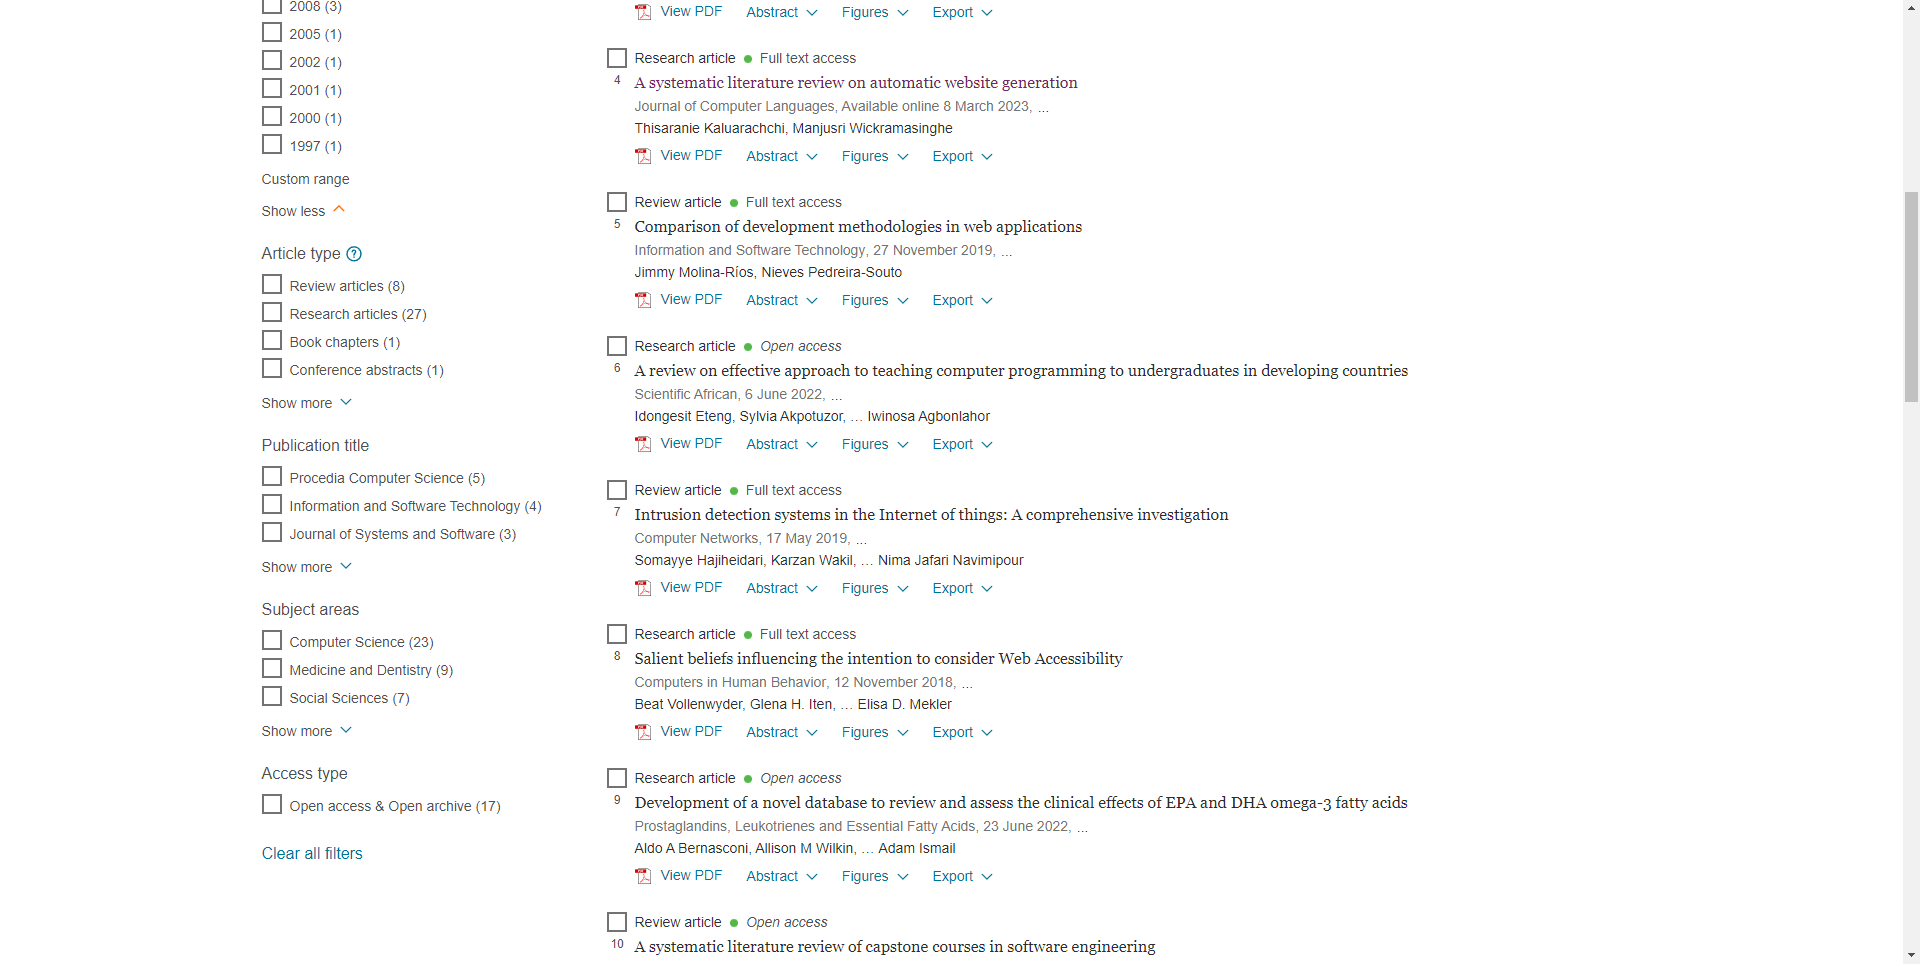 2008 (3)
2005 (1)
2002 (1)
2001 (1)
2000 (1)
1997 (1)
Custom range
Show less
Article type ?
Review articles (8)
Research articles (27)
Book chapters (1)
Conference abstracts (1)
Show more
Publication title
Procedia Computer Science (5)
Information and Software Technology (4)
Journal of Systems and Software (3)
Show more
Subject areas
Computer Science (23)
Medicine and Dentistry (9)
Social Sciences (7)
Show more
Access type
Open access & Open archive (17)
Clear all filters
View PDF Abstract Figures Export
Research article Full text access
4 A systematic literature review on automatic website generation
Journal of Computer Languages, Available online 8 March 2023, ...
Thisaranie Kaluarachchi, Manjusri Wickramasinghe
View PDF Abstract Figures Export
Review article Full text access
5 Comparison of development methodologies in web applications
Information and Software Technology, 27 November 2019, ...
Jimmy Molina-Ríos, Nieves Pedreira-Souto
View PDF Abstract Figures Export
Research article Open access
6 A review on effective approach to teaching computer programming to undergraduates in developing countries
Scientific African, 6 June 2022, ...
Idongesit Eteng, Sylvia Akpotuzor, ... Iwinosa Agbonlahor
View PDF Abstract Figures Export
Review article Full text access
7 Intrusion detection systems in the Internet of things: A comprehensive investigation
Computer Networks, 17 May 2019, ...
Somayye Hajiheidari, Karzan Wakil, ... Nima Jafari Navimipour
View PDF Abstract Figures Export
Research article Full text access
8 Salient beliefs influencing the intention to consider Web Accessibility
Computers in Human Behavior, 12 November 2018, ...
Beat Vollenwyder, Glena H. Iten, ... Elisa D. Mekler
View PDF Abstract Figures Export
Research article Open access
9 Development of a novel database to review and assess the clinical effects of EPA and DHA omega-3 fatty acids
Prostaglandins, Leukotrienes and Essential Fatty Acids, 23 June 2022, ...
Aldo A Bernasconi, Allison M Wilkin, ... Adam Ismail
View PDF Abstract Figures Export
Review article Open access
10 A systematic literature review of capstone courses in software engineering